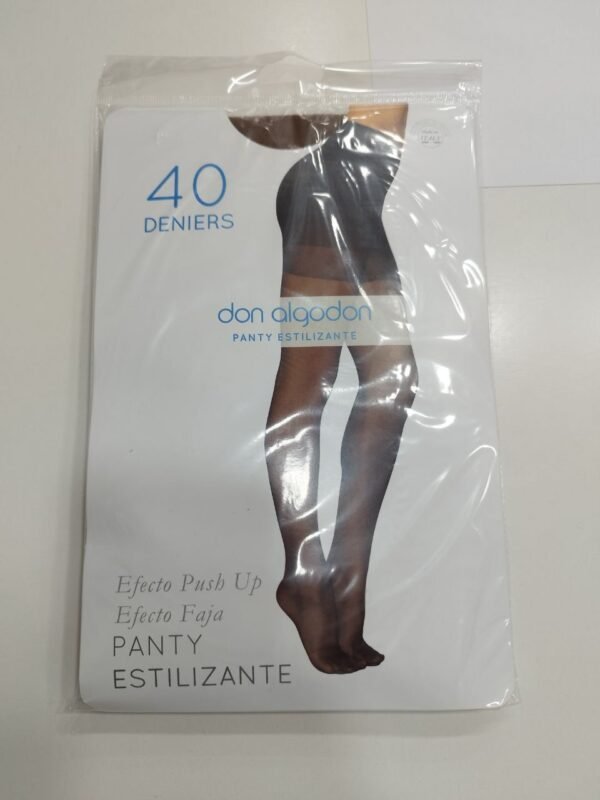 40
DENIERS
don algodon
PANTY ESTILIZANTE
Efecto Push Up
Efecto Faja
PANTY
ESTILIZANTE